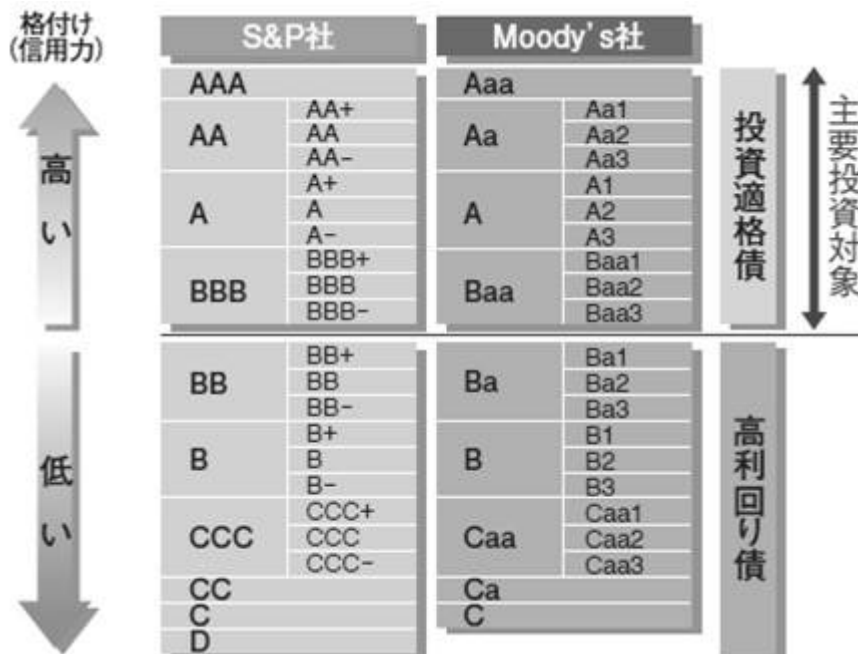 格付け
(信用力)
S&P社
Moody's社
高い
低い
AAA
AA
AA+
AA
AA-
A
A+
A
A-
BBB
BBB+
BBB
BBB-
BB
BB+
BB
BB-
B
B+
B
B-
CCC
CCC+
CCC
CCC-
CC
C
D
Aaa
Aa
Aa1
Aa2
Aa3
A
A1
A2
A3
Baa
Baa1
Baa2
Baa3
Ba
Ba1
Ba2
Ba3
B
B1
B2
B3
Caa
Caa1
Caa2
Caa3
Ca
C
投資適格債
高利回り債
主要投資対象